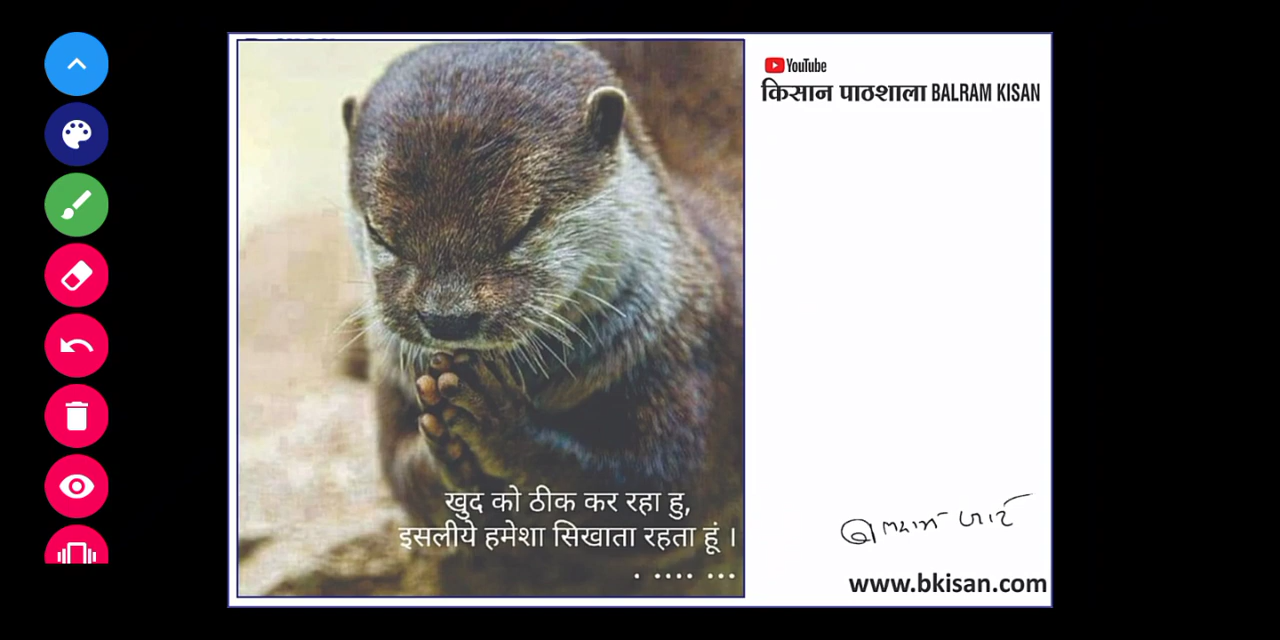 खुद को ठीक कर रहा हु,
इसलीये हमेशा सिखाता रहता हूं ।
. .... ...
YouTube
किसान पाठशाला BALRAM KISAN
www.bkisan.com